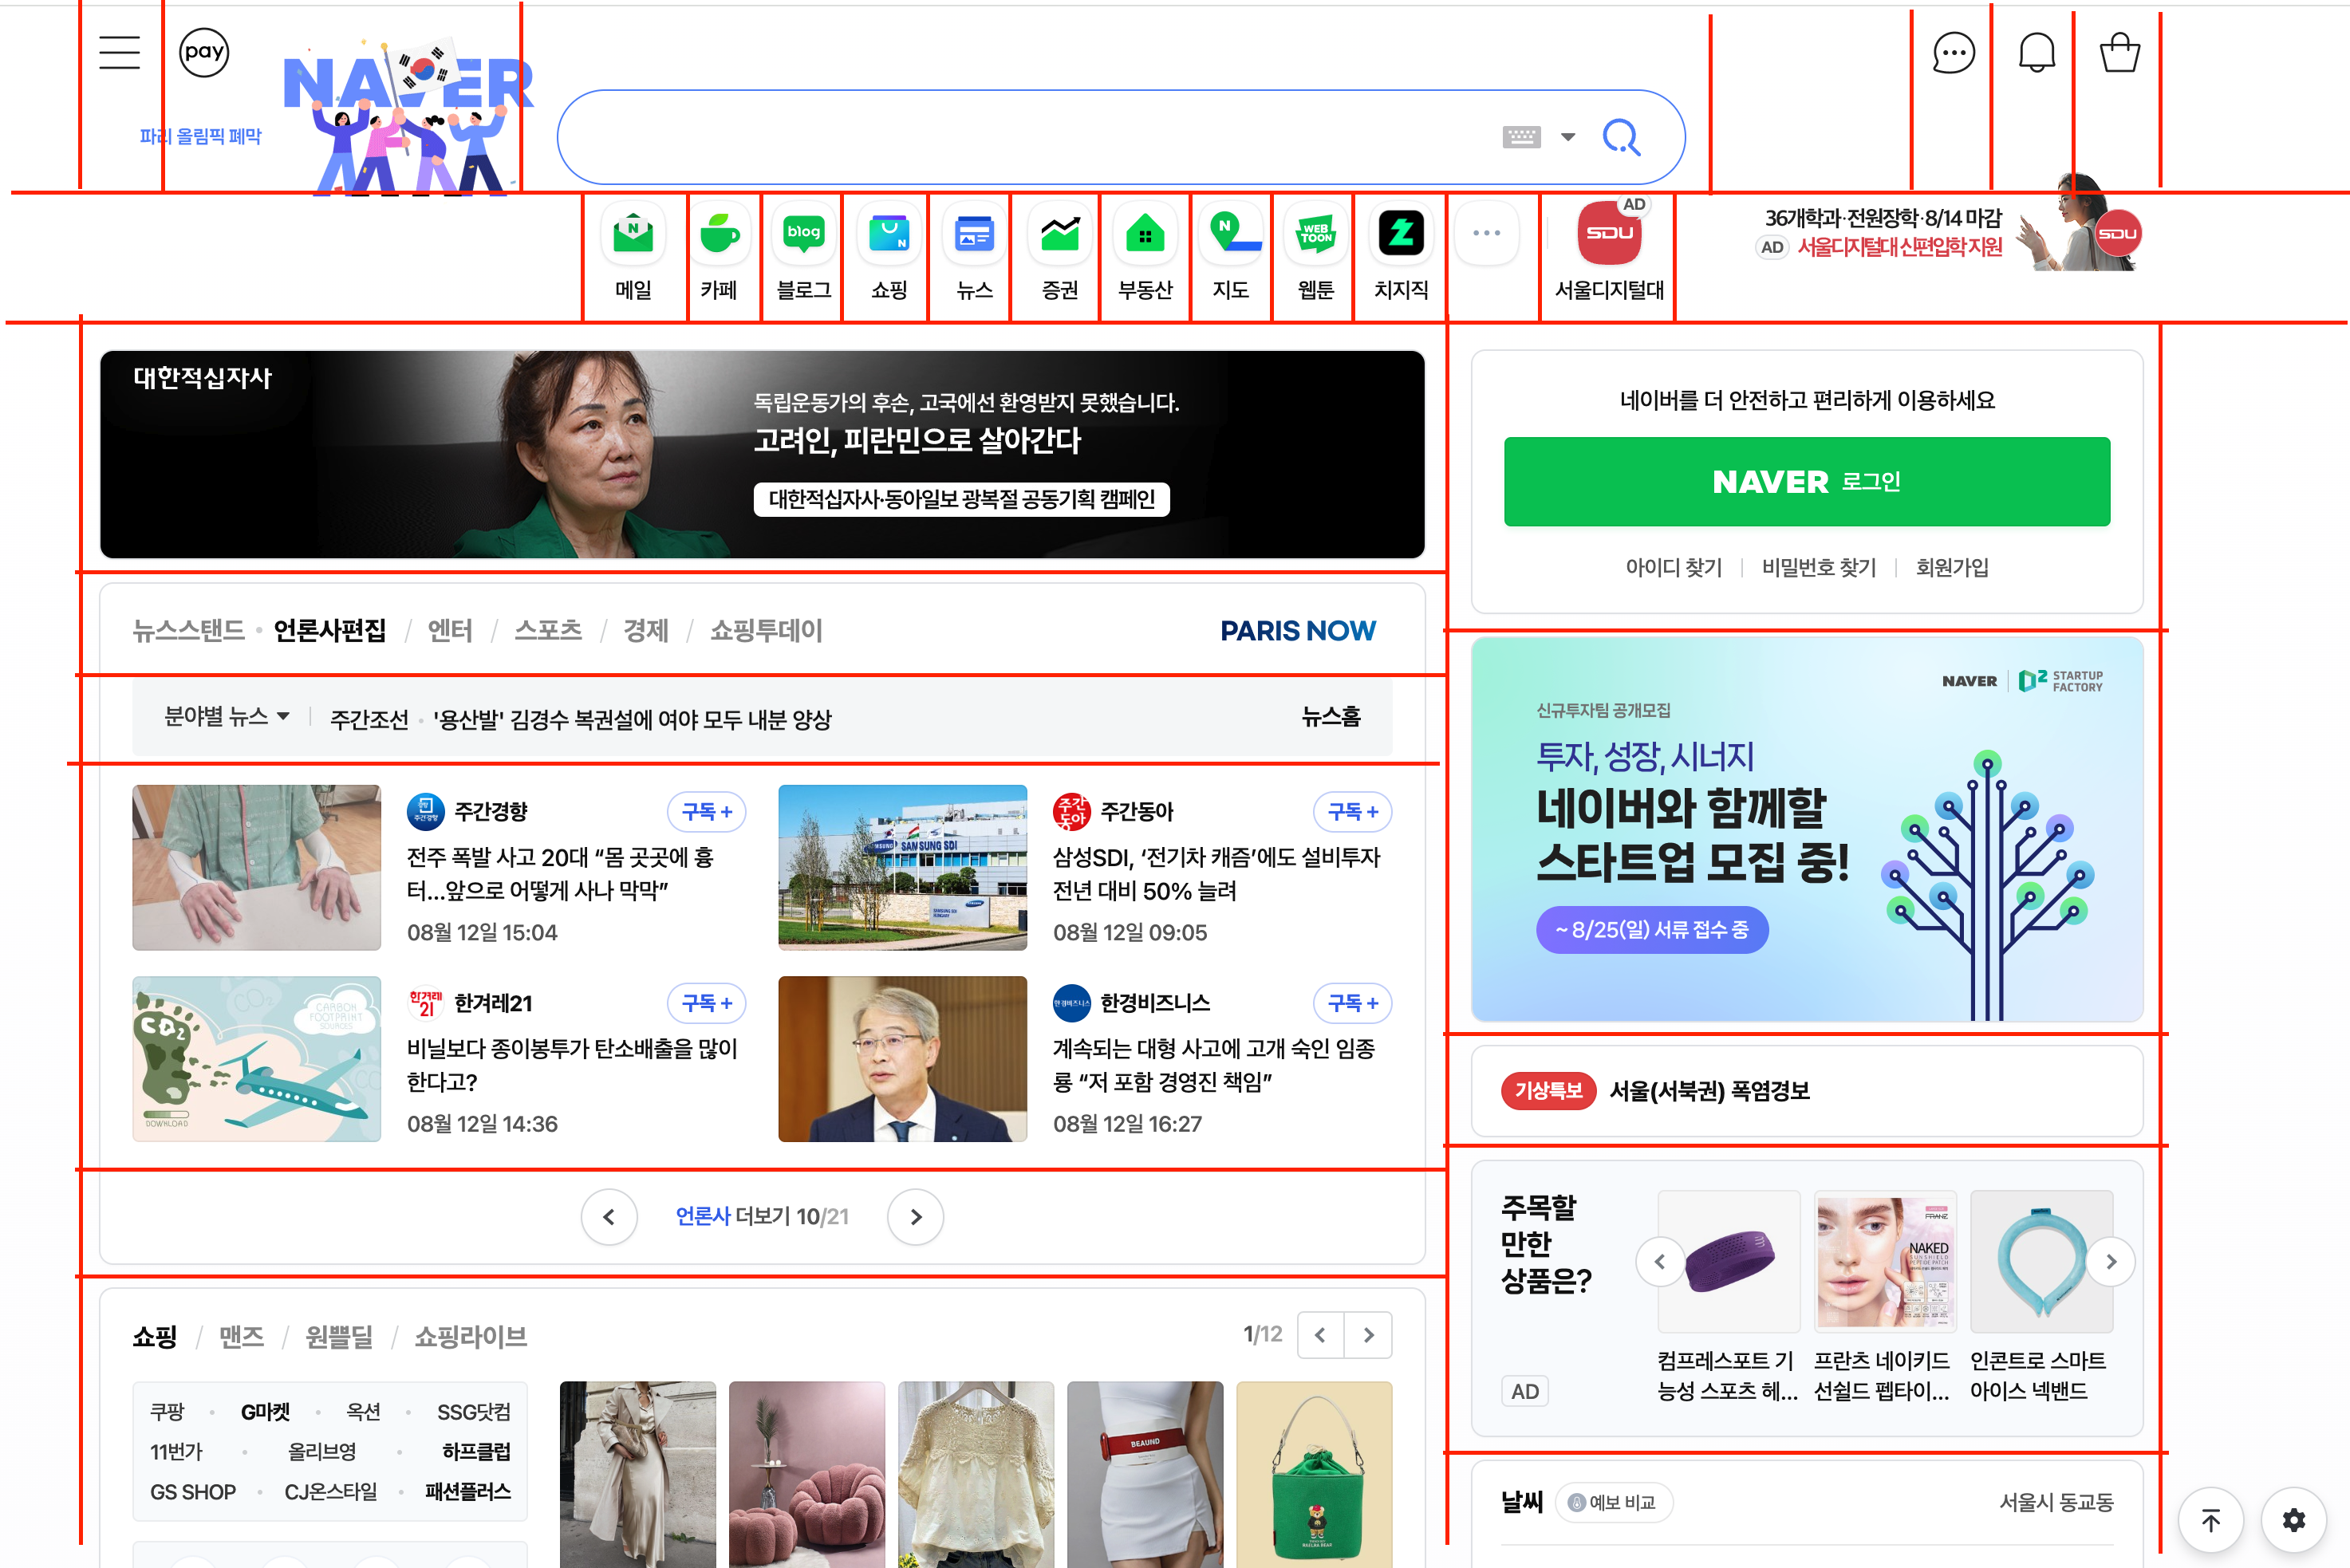 pay
NAVER
파리 올림픽 폐막
메일
카페
blog
블로그
쇼핑
뉴스
증권
부동산
지도
WEB
TOON
웹툰
치지직
AD
SDU
서울디지털대
36개학과·전원장학·8/14 마감
AD 서울디지털대 신편입학 지원
SDU
대한적십자사
독립운동가의 후손, 고국에선 환영받지 못했습니다.
고려인, 피란민으로 살아간다
대한적십자사·동아일보 광복절 공동기획 캠페인
네이버를 더 안전하고 편리하게 이용하세요
NAVER 로그인
아이디 찾기 | 비밀번호 찾기 | 회원가입
뉴스스탠드 · 언론사편집 / 엔터 / 스포츠 / 경제 / 쇼핑투데이
PARIS NOW
분야별 뉴스 | 주간조선 · '용산발' 김경수 복권설에 여야 모두 내분 양상
뉴스홈
주간경향
구독 +
전주 폭발 사고 20대 “몸 곳곳에 흉
터...앞으로 어떻게 사나 막막”
08월 12일 15:04
SAMSUNG SDI
주간동아
구독 +
삼성SDI, ‘전기차 캐즘’에도 설비투자
전년 대비 50% 늘려
08월 12일 09:05
CO2
CARBON
FOOTPRINT
SOURCES
DOWNLOAD
한겨레21
구독 +
비닐보다 종이봉투가 탄소배출을 많이
한다고?
08월 12일 14:36
한경비즈니스
구독 +
계속되는 대형 사고에 고개 숙인 임종
룡 “저 포함 경영진 책임”
08월 12일 16:27
언론사 더보기 10/21
NAVER | D2 STARTUP
FACTORY
신규투자팀 공개모집
투자, 성장, 시너지
네이버와 함께할
스타트업 모집 중!
~ 8/25(일) 서류 접수 중
기상특보 서울(서북권) 폭염경보
주목할
만한
상품은?
AD
FRANZ
NAKED
SUNSHIELD
PEPTIDE PATCH
컴프레스포트 기
능성 스포츠 헤...
프란츠 네이키드
선쉴드 펩타이...
인콘트로 스마트
아이스 넥밴드
쇼핑 / 맨즈 / 원쁠딜 / 쇼핑라이브
1/12
쿠팡 · G마켓 · 옥션 · SSG닷컴
11번가 · 올리브영 · 하프클럽
GS SHOP · CJ온스타일 · 패션플러스
BEAUND
날씨 예보 비교
서울시 동교동